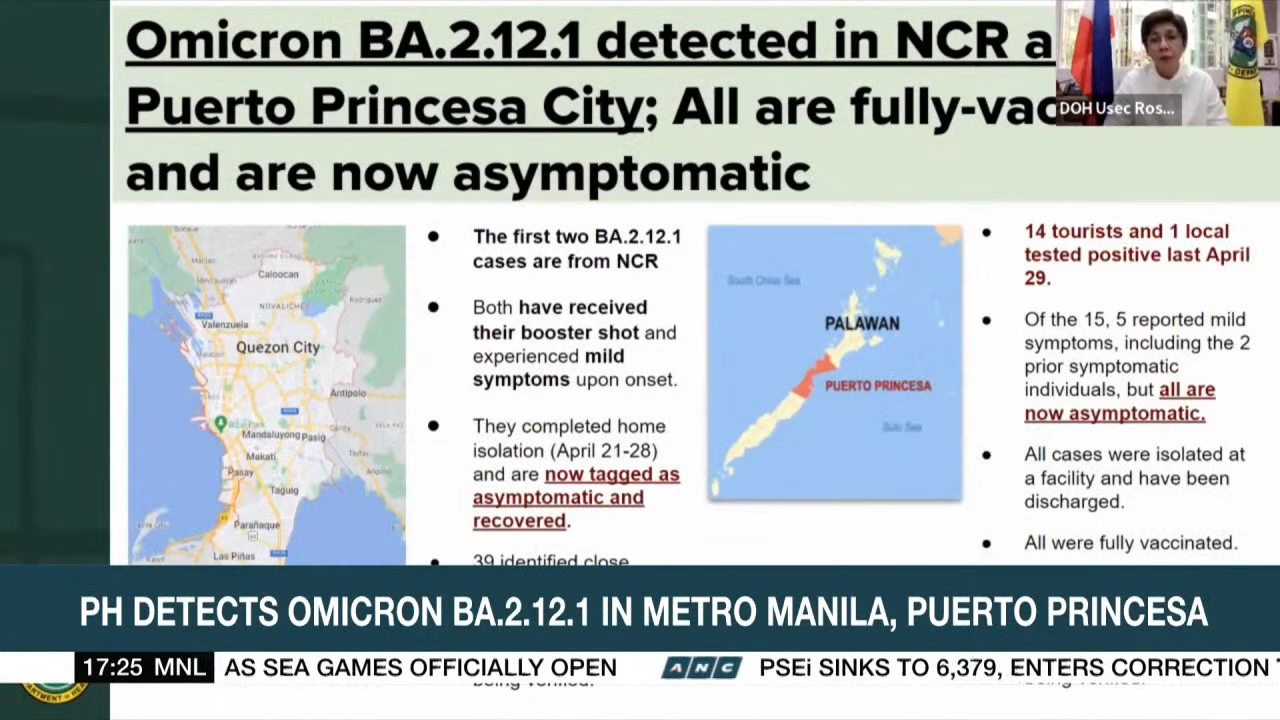 Omicron BA.2.12.1 detected in NCR a
Puerto Princesa City; All are fully-vac
and are now asymptomatic
DOH Usec Ros...
Caloocan
NOVALICHES
Valenzuela
Quezon City
Antipolo
Mandaluyong
Pasig
Makati
Pasay
Taguig
Parañaque
Las Piñas
● The first two BA.2.12.1
cases are from NCR
● Both have received
their booster shot and
experienced mild
symptoms upon onset.
● They completed home
isolation (April 21-28)
and are now tagged as
asymptomatic and
recovered.
● 39 identified close
South China Sea
PALAWAN
PUERTO PRINCESA
Sulu Sea
● 14 tourists and 1 local
tested positive last April
29.
● Of the 15, 5 reported mild
symptoms, including the 2
prior symptomatic
individuals, but all are
now asymptomatic.
● All cases were isolated at
a facility and have been
discharged.
● All were fully vaccinated.
PH DETECTS OMICRON BA.2.12.1 IN METRO MANILA, PUERTO PRINCESA
17:25 MNL AS SEA GAMES OFFICIALLY OPEN ANC PSEi SINKS TO 6,379, ENTERS CORRECTION